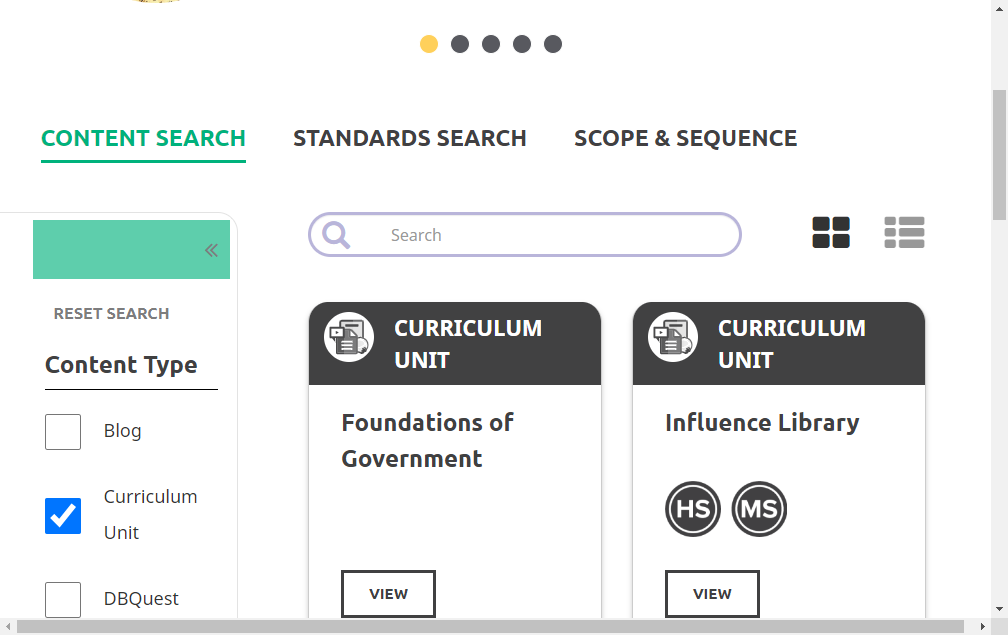 CONTENT SEARCH
STANDARDS SEARCH
SCOPE & SEQUENCE
Search
RESET SEARCH
Content Type
Blog
Curriculum
Unit
DBQuest
CURRICULUM
UNIT
Foundations of
Government
VIEW
CURRICULUM
UNIT
Influence Library
HS
MS
VIEW